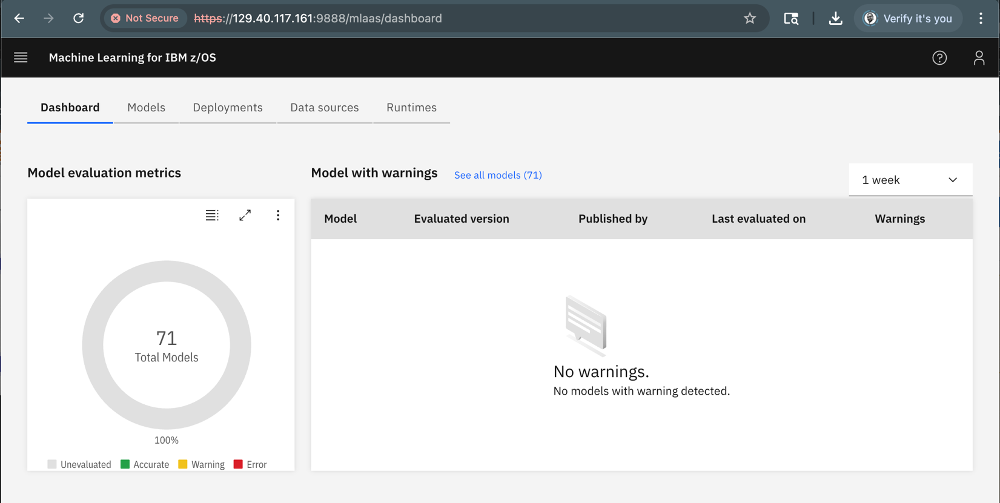 Not Secure https://129.40.117.161:9888/mlaas/dashboard Verify it's you
Machine Learning for IBM z/OS
Dashboard Models Deployments Data sources Runtimes
Model evaluation metrics
Model with warnings See all models (71)
1 week
Model Evaluated version Published by Last evaluated on Warnings
71
Total Models
100%
Unevaluated Accurate Warning Error
No warnings.
No models with warning detected.